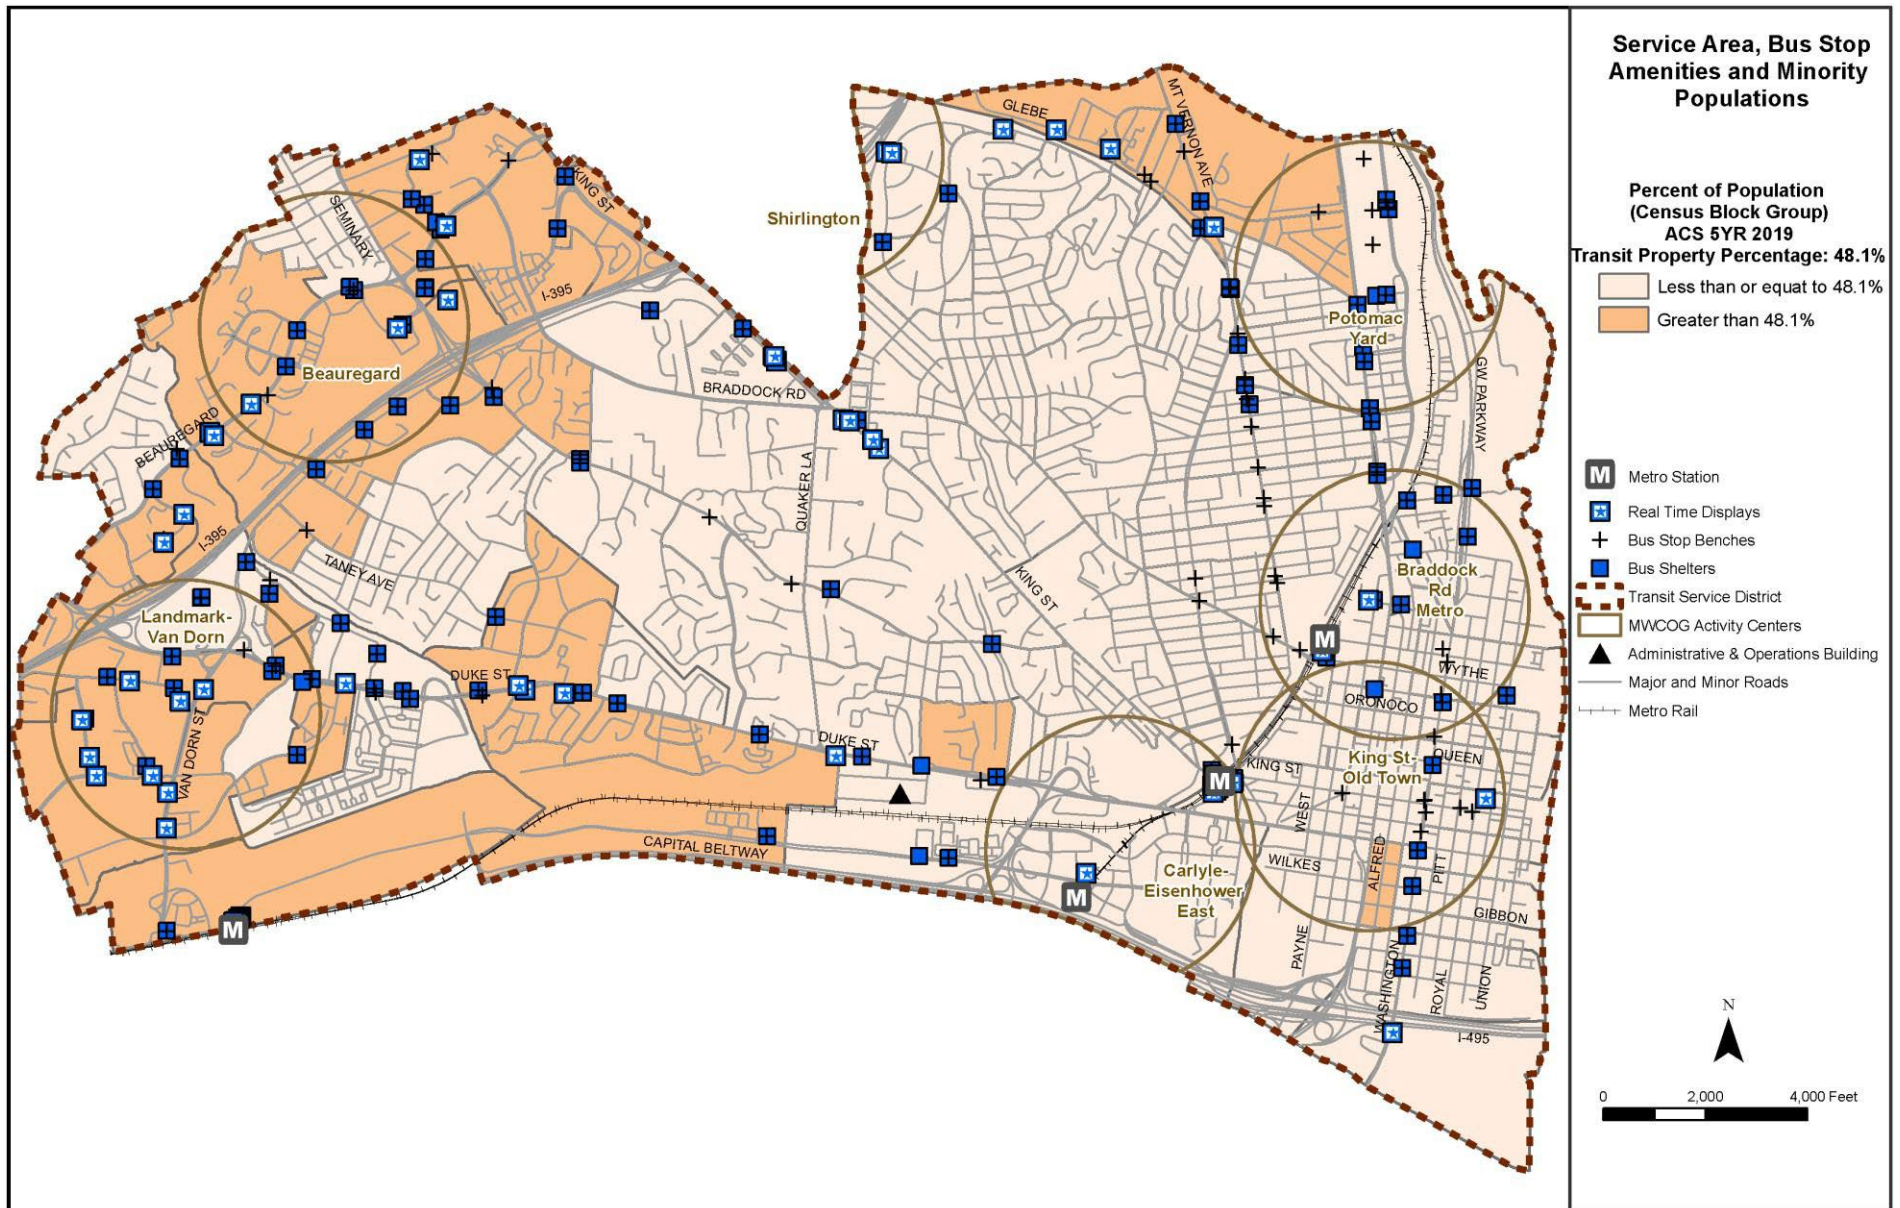 Service Area, Bus Stop
Amenities and Minority
Populations
Percent of Population
(Census Block Group)
ACS 5YR 2019
Transit Property Percentage: 48.1%
Less than or equat to 48.1%
Greater than 48.1%
M Metro Station
Real Time Displays
Bus Stop Benches
Bus Shelters
Transit Service District
MWCOG Activity Centers
Administrative & Operations Building
Major and Minor Roads
Metro Rail
N
0 2,000 4,000 Feet
GLEBE
MT VERNON AVE
KING ST
SEMINARY
Shirlington
I-395
Potomac
Yard
Beauregard
BRADDOCK RD
GW PARKWAY
BEAUREGARD
QUAKER LA
I-395
TANEY AVE
KING ST
Braddock
Rd
Metro
Landmark-
Van Dorn
M
WYTHE
DUKE ST
ORONOCO
VAN DORN ST
DUKE ST
QUEEN
KING ST
King St-
Old Town
M
WEST
CAPITAL BELTWAY
WILKES
ALFRED
PITT
Carlyle-
Eisenhower
East
M
GIBBON
M
PAYNE
WASHINGTON
ROYAL
UNION
I-495